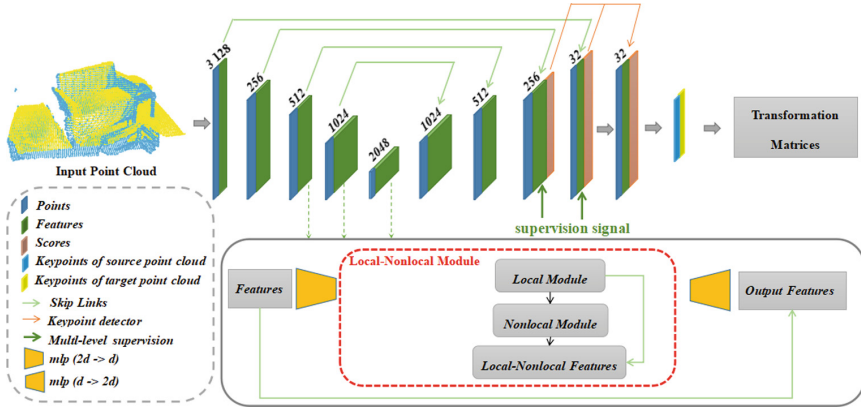 3 128
256
512
1024
2048
1024
512
256
32
32
Input Point Cloud
Transformation
Matrices
Points
Features
Scores
Keypoints of source point cloud
Keypoints of target point cloud
Skip Links
Keypoint detector
Multi-level supervision
mlp (2d -> d)
mlp (d -> 2d)
supervision signal
Local-Nonlocal Module
Features
Local Module
Nonlocal Module
Local-Nonlocal Features
Output Features